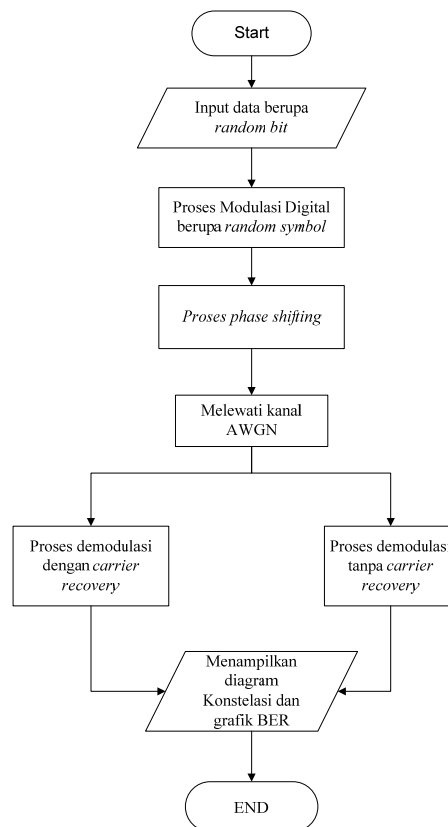 Start
Input data berupa
random bit
Proses Modulasi Digital
berupa random symbol
Proses phase shifting
Melewati kanal
AWGN
Proses demodulasi
dengan carrier
recovery
Proses demodulasi
tanpa carrier
recovery
Menampilkan
diagram
Konstelasi dan
grafik BER
END